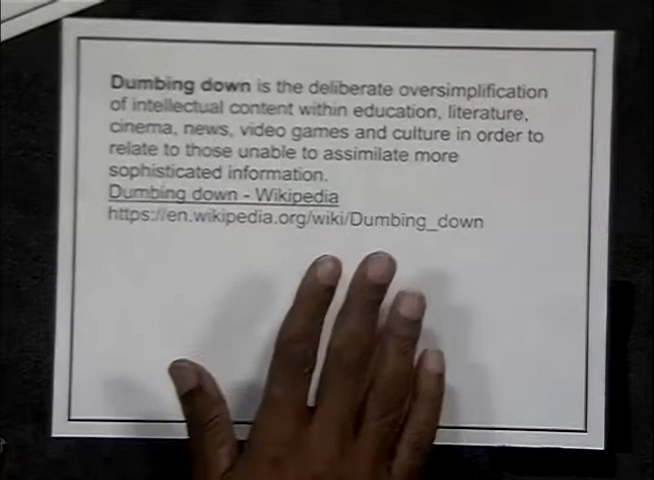 Dumbing down is the deliberate oversimplification
of intellectual content within education, literature,
cinema, news, video games and culture in order to
relate to those unable to assimilate more
sophisticated information.
Dumbing down - Wikipedia
https://en.wikipedia.org/wiki/Dumbing_down